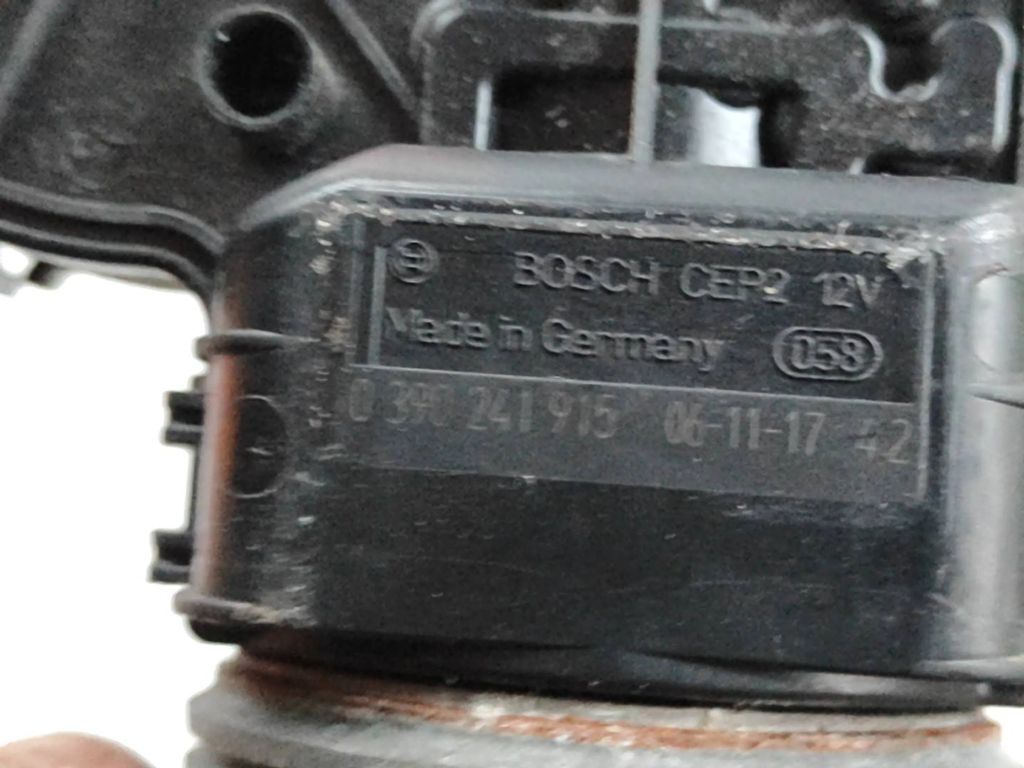 BOSCH CEP2 12V
Made in Germany 058
0 390 241 915 06-11-17 42